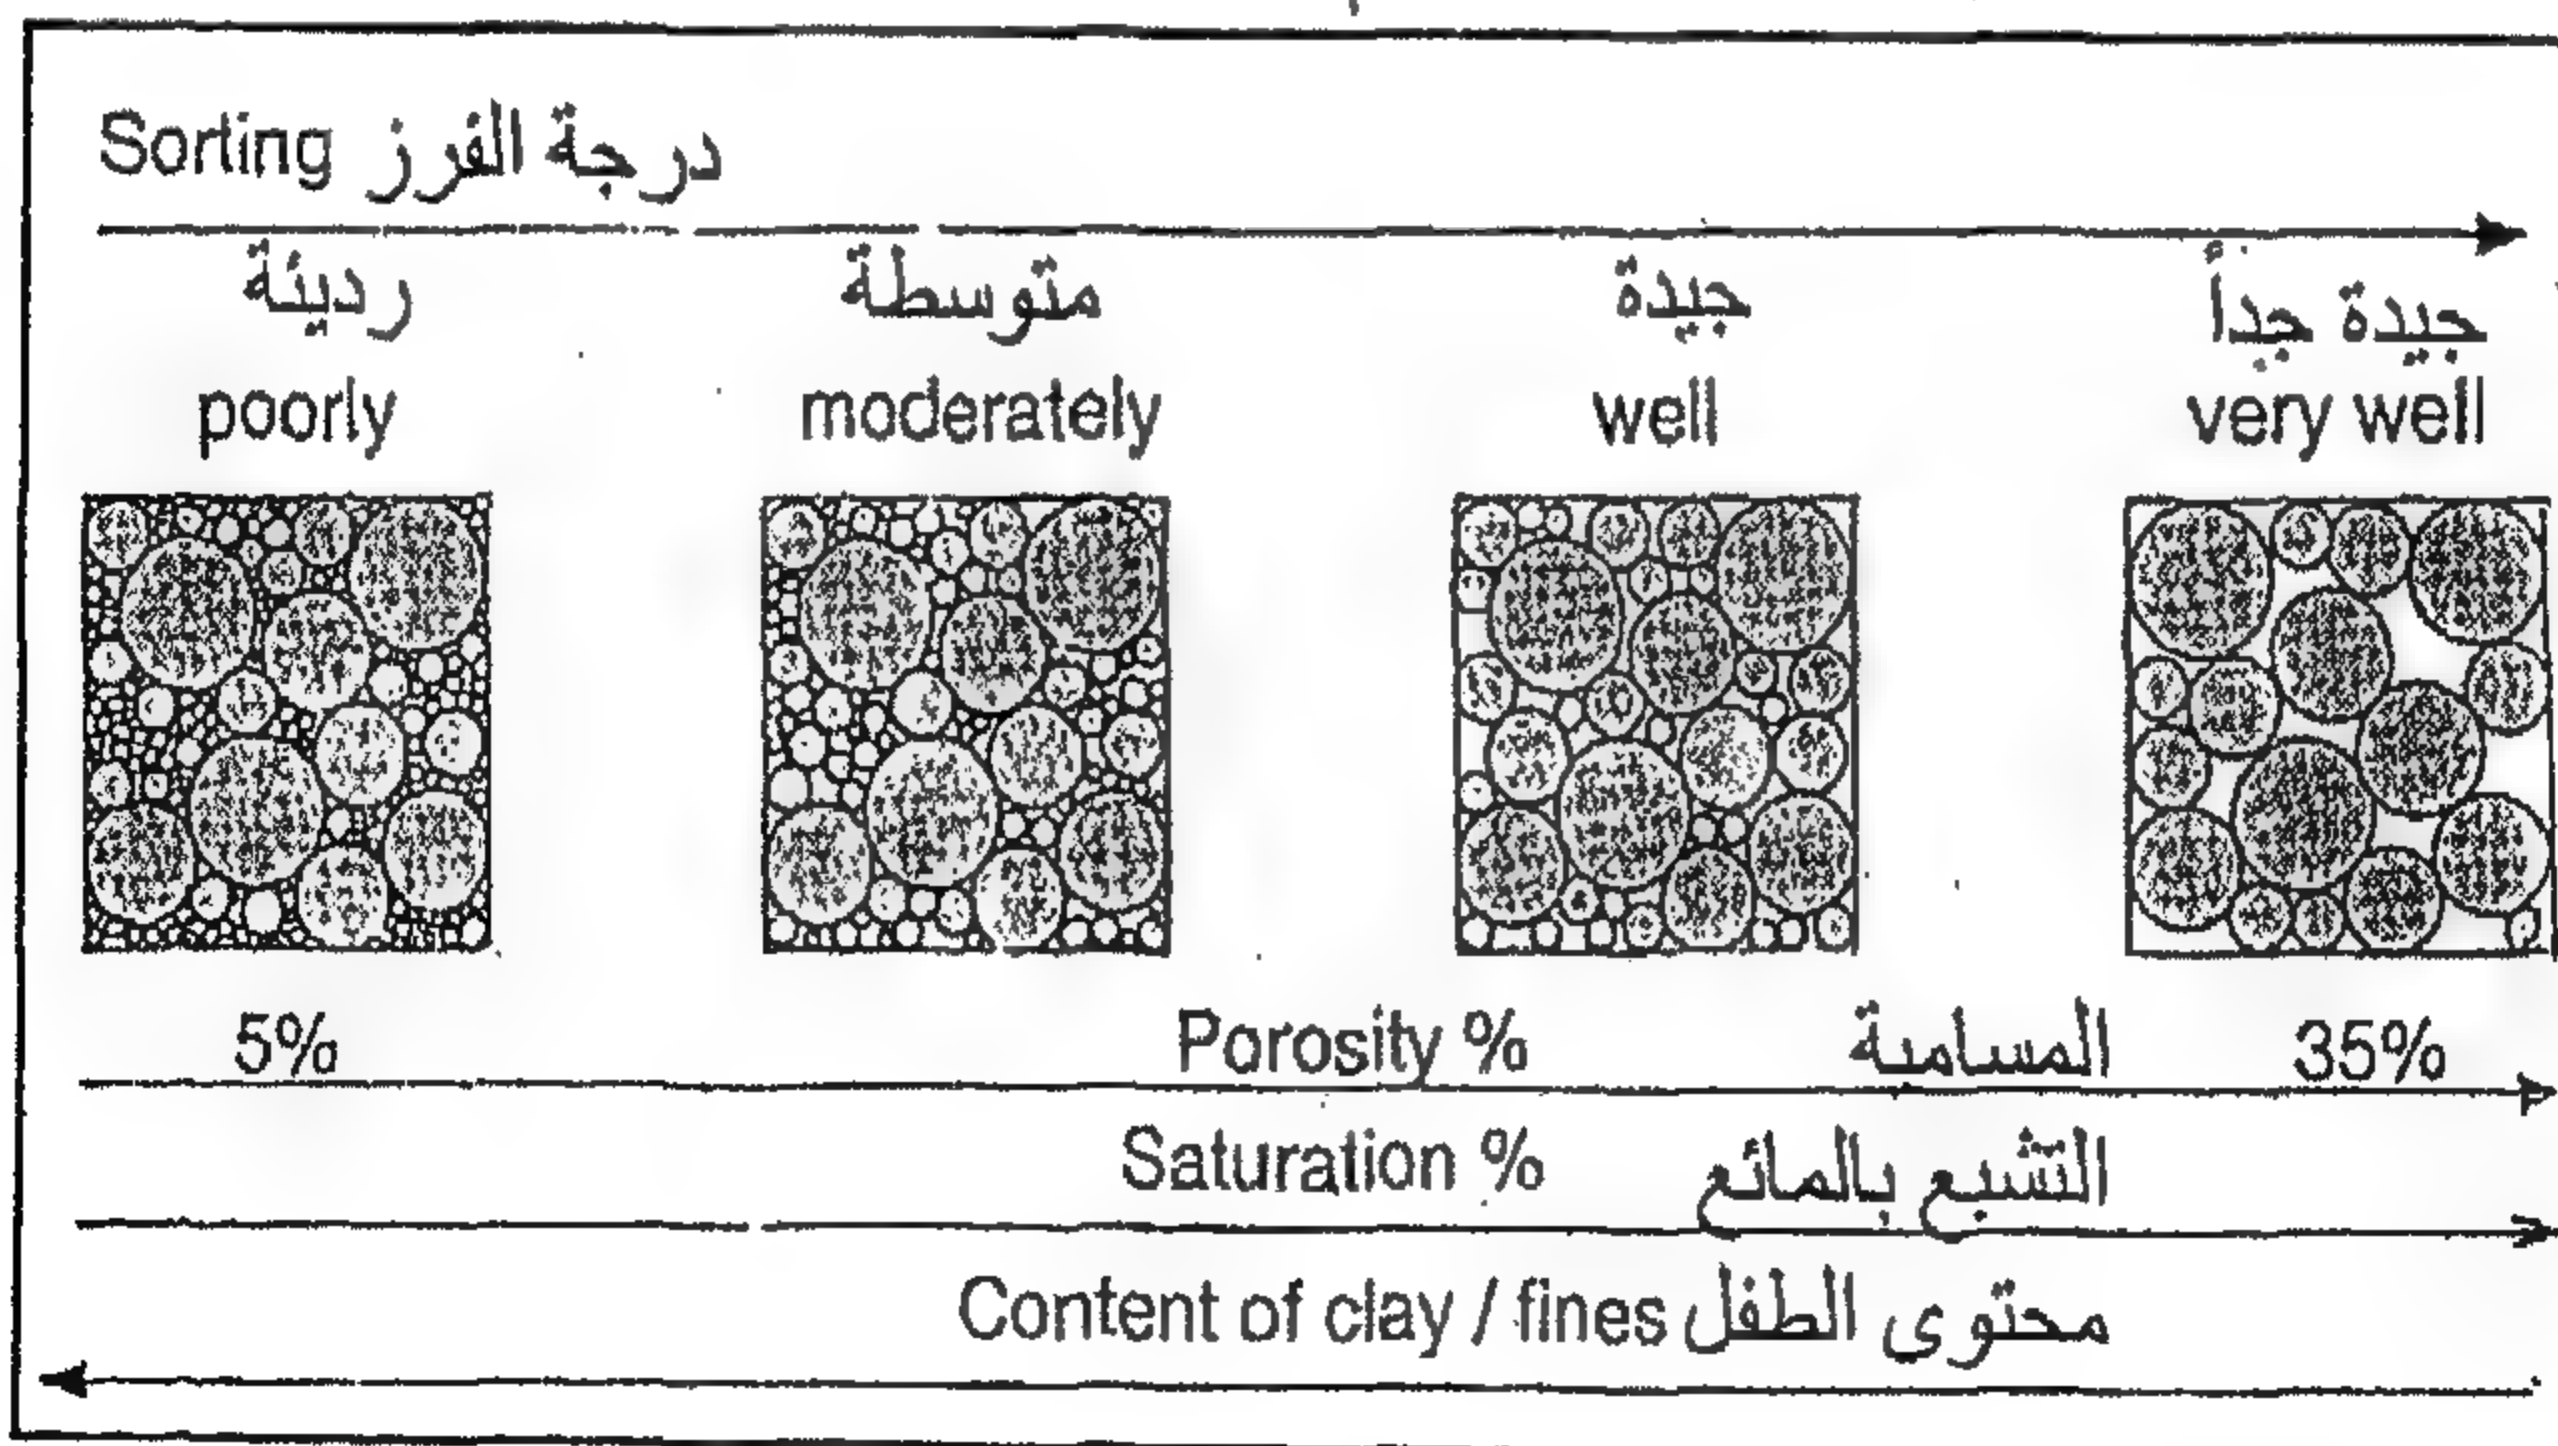 Sorting درجة الفرز
رديئة متوسطة جيدة جيدة جداً
poorly moderately well very well
5% Porosity % المسامية 35%
Saturation % التشبع بالمائع
Content of clay / fines محتوى الطفل